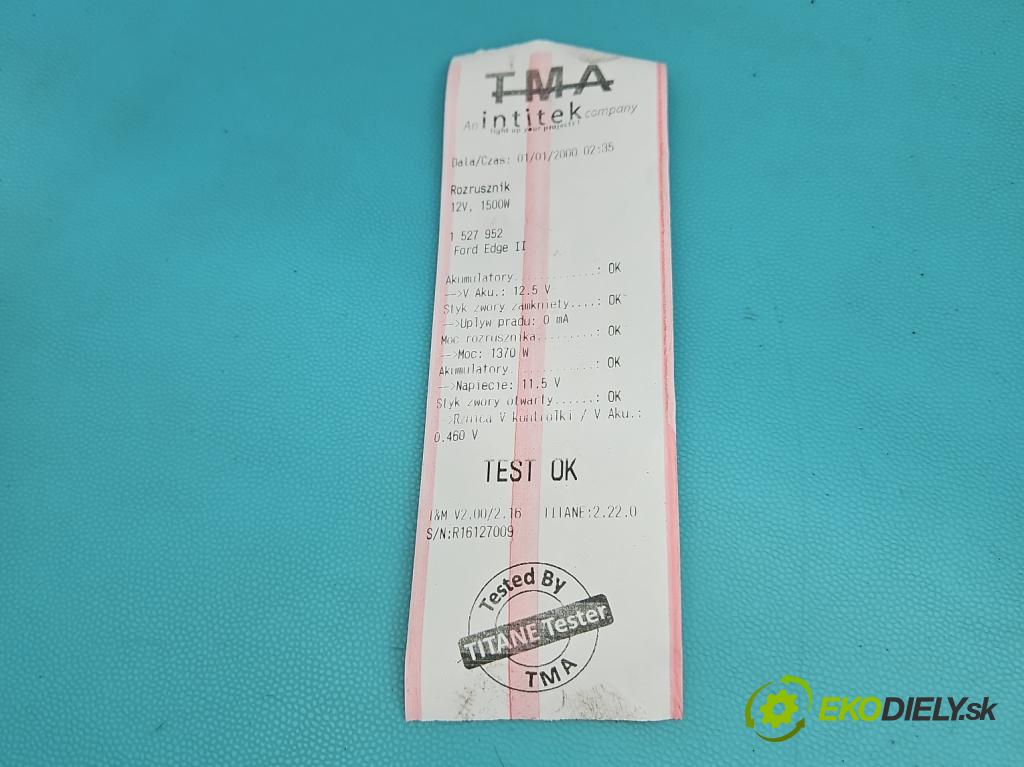 TMA
An intitek company
light up your projects!
Data/Czas: 01/01/2000 02:35
Rozrusznik
12V, 1500W
1 527 952
Ford Edge II
Akumulatory..............: OK
-->V Aku.: 12.5 V
Styk zwory zamkniety....: OK
-->Uplyw pradu: 0 mA
Moc rozrusznika.........: OK
-->Moc: 1370 W
Akumulatory..............: OK
-->Napiecie: 11.5 V
Styk zwory otwarty......: OK
-->Rznica V kontrolki / V Aku.:
0.460 V
TEST OK
I&M V2.00/2.16 TITANE:2.22.0
S/N:R16127009
Tested By
TITANE Tester
TMA
EKODIELY.sk